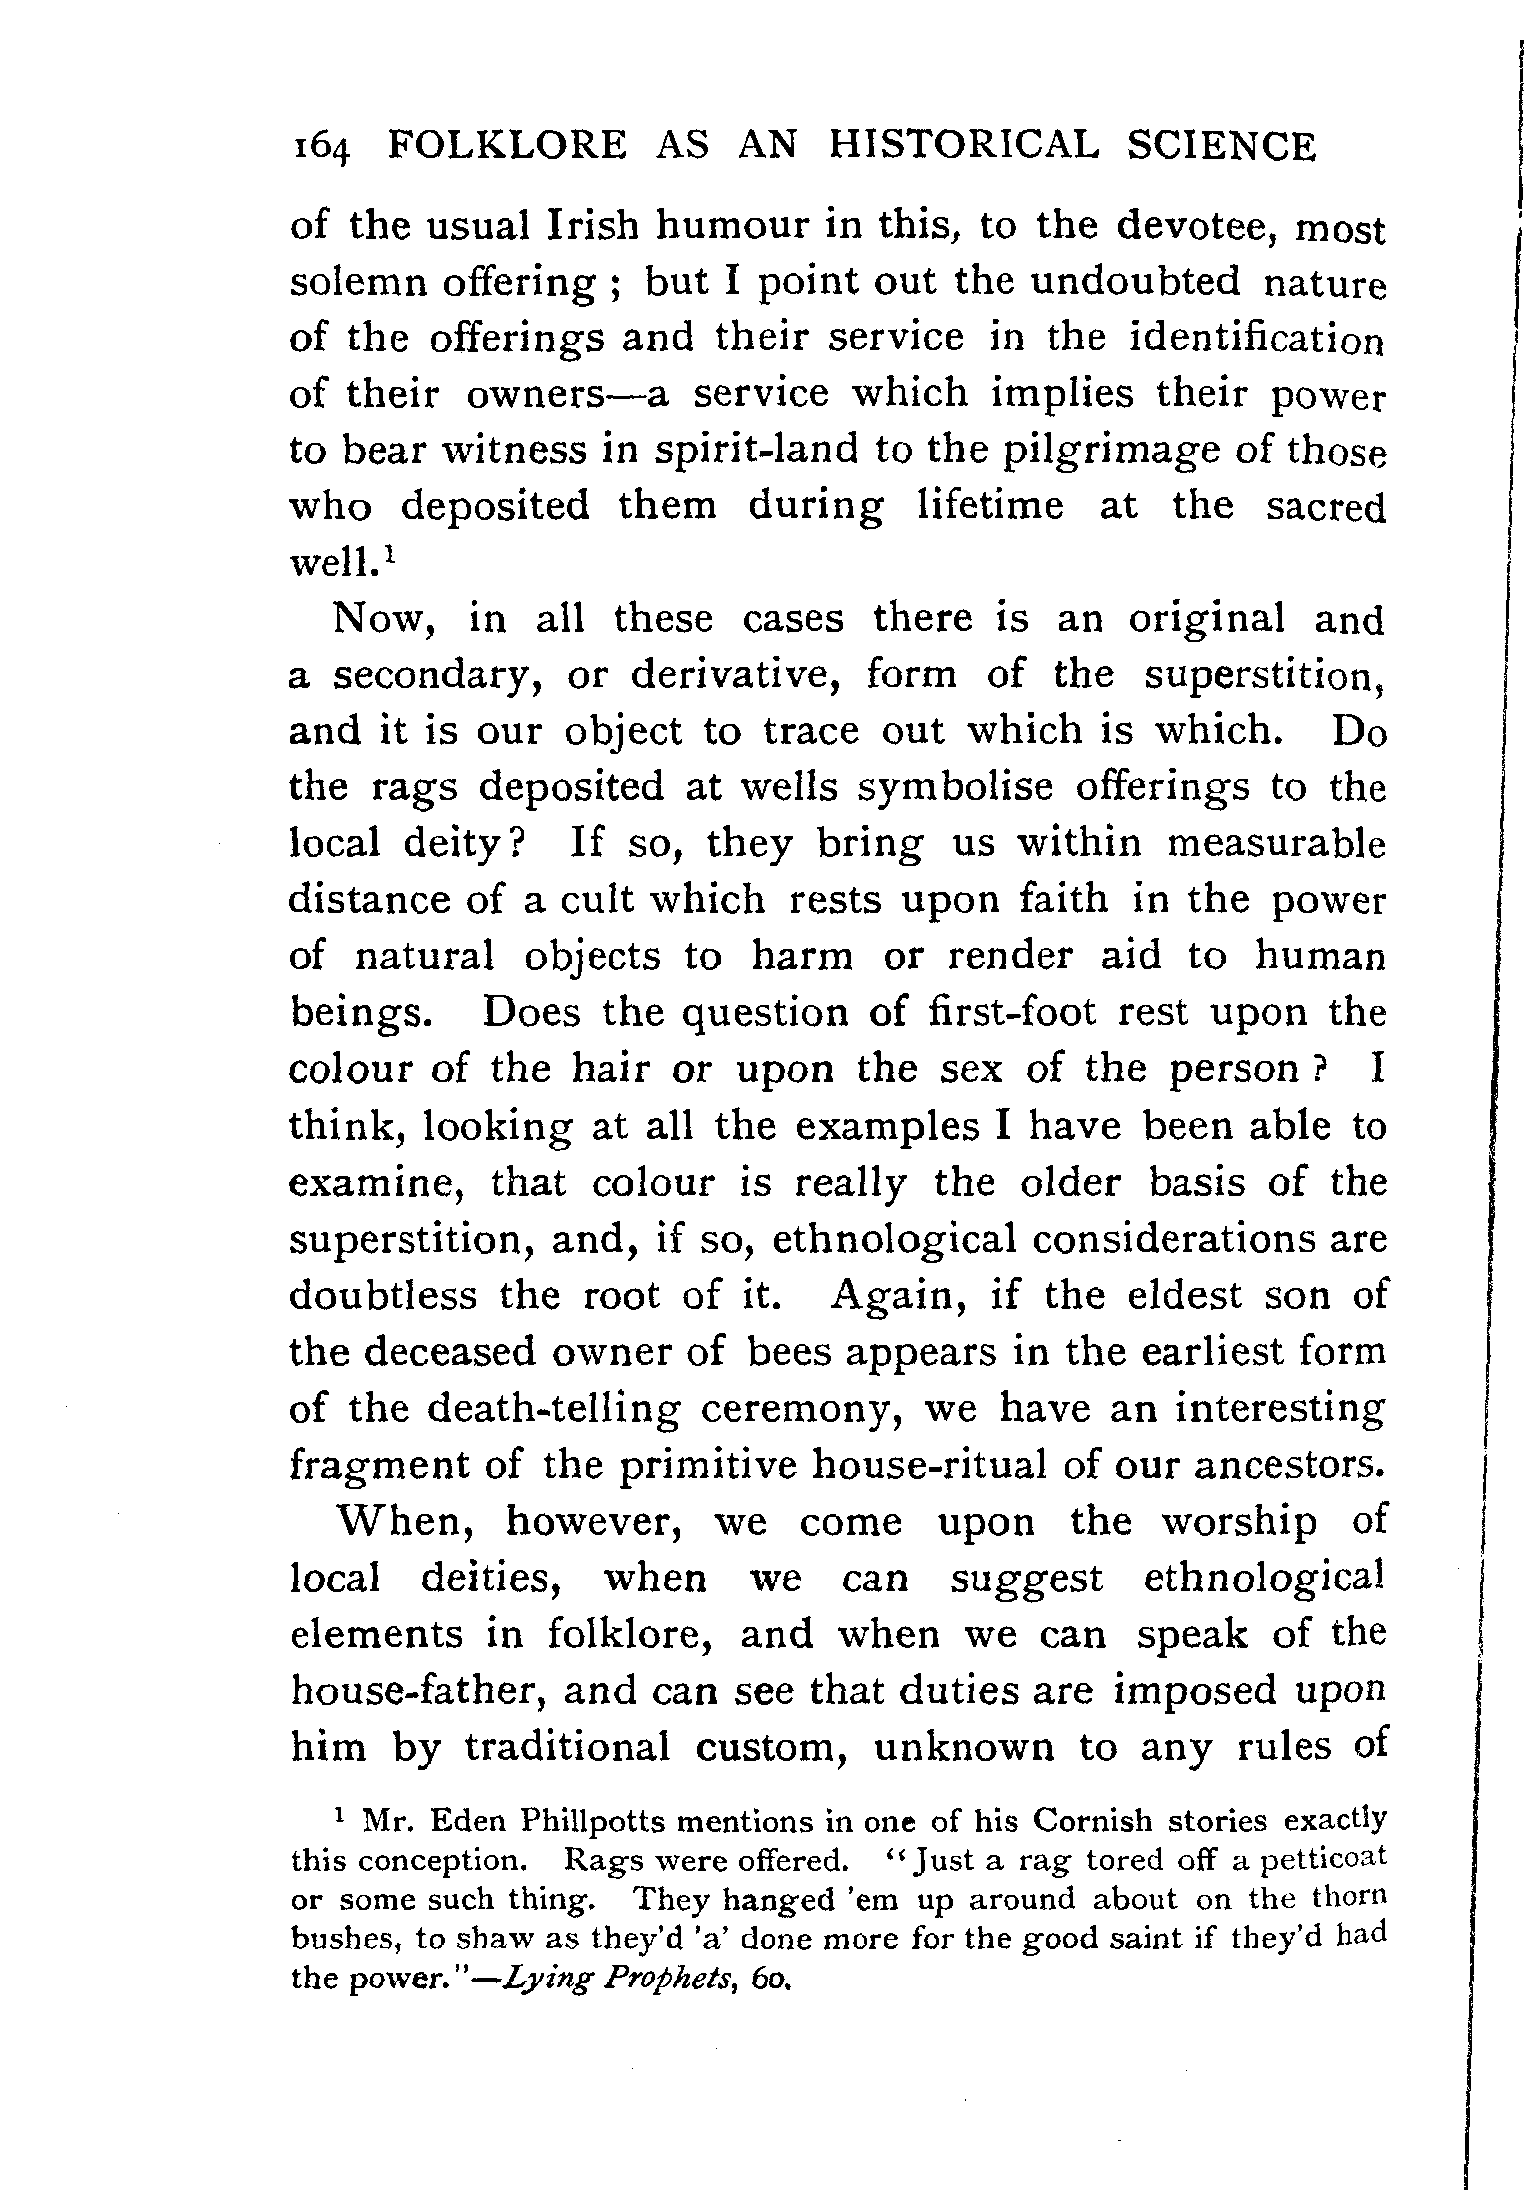 164 FOLKLORE AS AN HISTORICAL SCIENCE
of the usual Irish humour in this, to the devotee, most
solemn offering ; but I point out the undoubted nature
of the offerings and their service in the identification
of their owners—a service which implies their power
to bear witness in spirit-land to the pilgrimage of those
who deposited them during lifetime at the sacred
well.¹
Now, in all these cases there is an original and
a secondary, or derivative, form of the superstition,
and it is our object to trace out which is which. Do
the rags deposited at wells symbolise offerings to the
local deity? If so, they bring us within measurable
distance of a cult which rests upon faith in the power
of natural objects to harm or render aid to human
beings. Does the question of first-foot rest upon the
colour of the hair or upon the sex of the person ? I
think, looking at all the examples I have been able to
examine, that colour is really the older basis of the
superstition, and, if so, ethnological considerations are
doubtless the root of it. Again, if the eldest son of
the deceased owner of bees appears in the earliest form
of the death-telling ceremony, we have an interesting
fragment of the primitive house-ritual of our ancestors.
When, however, we come upon the worship of
local deities, when we can suggest ethnological
elements in folklore, and when we can speak of the
house-father, and can see that duties are imposed upon
him by traditional custom, unknown to any rules of
¹ Mr. Eden Phillpotts mentions in one of his Cornish stories exactly
this conception. Rags were offered. "Just a rag tored off a petticoat
or some such thing. They hanged 'em up around about on the thorn
bushes, to shaw as they'd 'a' done more for the good saint if they'd had
the power."—Lying Prophets, 60.